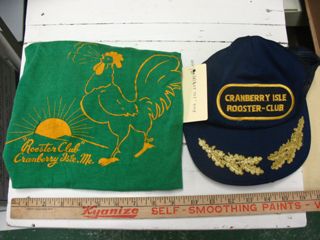 Rooster Club
Cranberry Isle, Me.
CRANBERRY ISLE
ROOSTER-CLUB
Kyanize SELF-SMOOTHING PAINTS